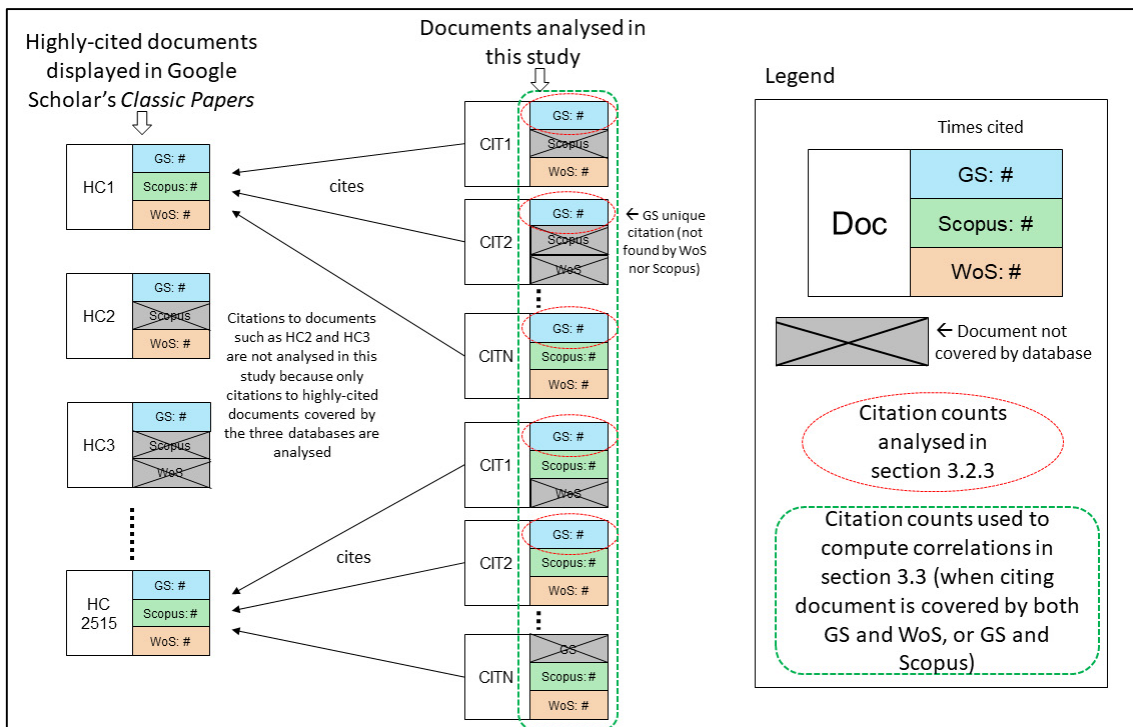 Highly-cited documents
displayed in Google
Scholar's Classic Papers
HC1
GS: #
Scopus: #
WoS: #
HC2
GS: #
Scopus
WoS: #
Citations to documents
such as HC2 and HC3
are not analysed in this
study because only
citations to highly-cited
documents covered by
the three databases are
analysed
HC3
GS: #
Scopus
WoS
HC
2515
GS: #
Scopus: #
WoS: #
cites
cites
Documents analysed in
this study
CIT1
GS: #
Scopus
WoS: #
CIT2
GS: #
Scopus
WoS
← GS unique
citation (not
found by WoS
nor Scopus)
CITN
GS: #
Scopus: #
WoS: #
CIT1
GS: #
Scopus: #
WoS
CIT2
GS: #
Scopus: #
WoS: #
CITN
GS
Scopus: #
WoS: #
Legend
Times cited
Doc
GS: #
Scopus: #
WoS: #
← Document not
covered by database
Citation counts
analysed in
section 3.2.3
Citation counts used to
compute correlations in
section 3.3 (when citing
document is covered by both
GS and WoS, or GS and
Scopus)